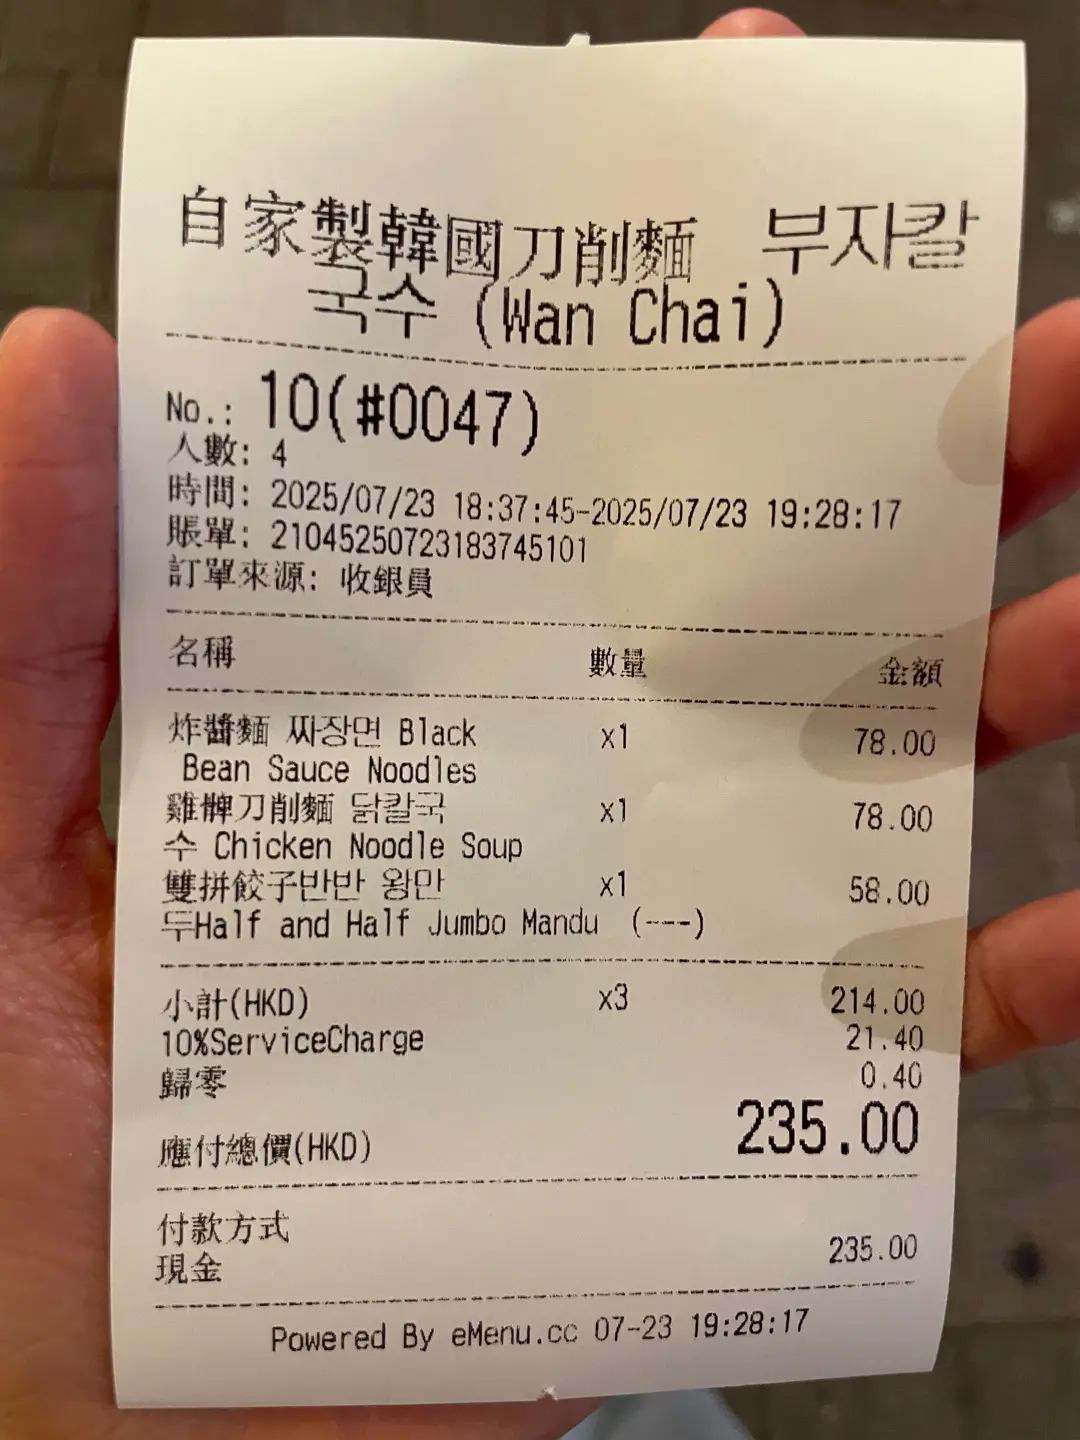 自家製韓國刀削麵 부자칼
국수 (Wan Chai)
No.: 10(#0047)
人數: 4
時間: 2025/07/23 18:37:45-2025/07/23 19:28:17
賬單: 21045250723183745101
訂單來源: 收銀員
名稱 數量 金額
炸醬麵 짜장면 Black x1 78.00
Bean Sauce Noodles
雞髀刀削麵 닭칼국 x1 78.00
수 Chicken Noodle Soup
雙拼餃子반반 왕만 x1 58.00
두Half and Half Jumbo Mandu (---)
小計(HKD) x3 214.00
10%ServiceCharge 21.40
歸零 0.40
應付總價(HKD) 235.00
付款方式
現金 235.00
Powered By eMenu.cc 07-23 19:28:17